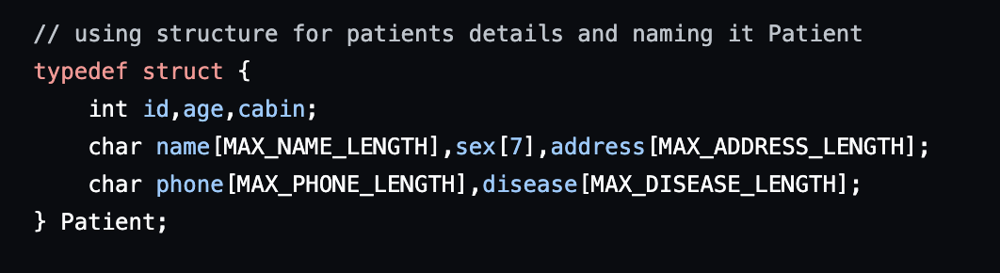 // using structure for patients details and naming it Patient
typedef struct {
    int id,age,cabin;
    char name[MAX_NAME_LENGTH],sex[7],address[MAX_ADDRESS_LENGTH];
    char phone[MAX_PHONE_LENGTH],disease[MAX_DISEASE_LENGTH];
} Patient;